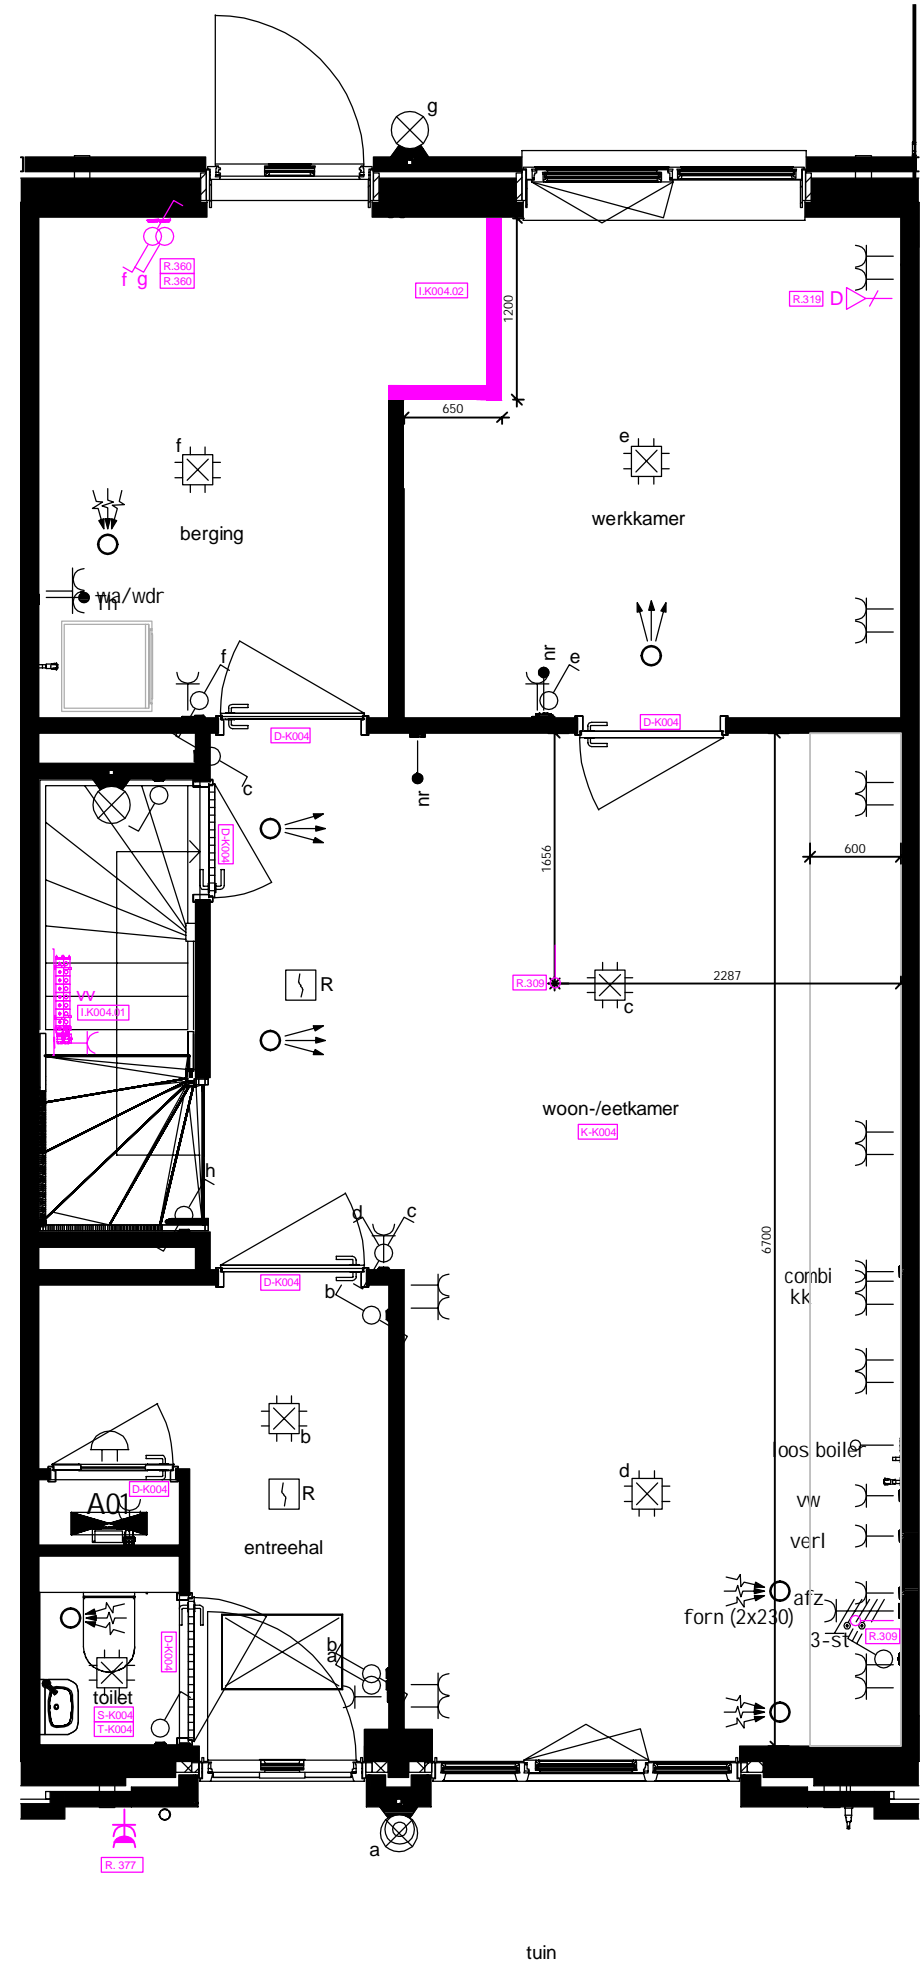 g
f g
R.360
R.360
I.K004.02
1200
R.319 D
650
f
e
berging
werkkamer
wa/wdr
Th
f
nr
e
D-K004
D-K004
c
nr
D-K004
1656
600
R
R.309
2287
c
vv
I.K004.01
woon-/eetkamer
K-K004
h
d
c
6700
D-K004
b
combi
kk
b
d
loos boiler
D-K004
A01
R
vw
verl
entreehal
afz
forn (2x230)
3-st
R.309
D-K004
b
a
toilet
S-K004
T-K004
a
R. 377
tuin